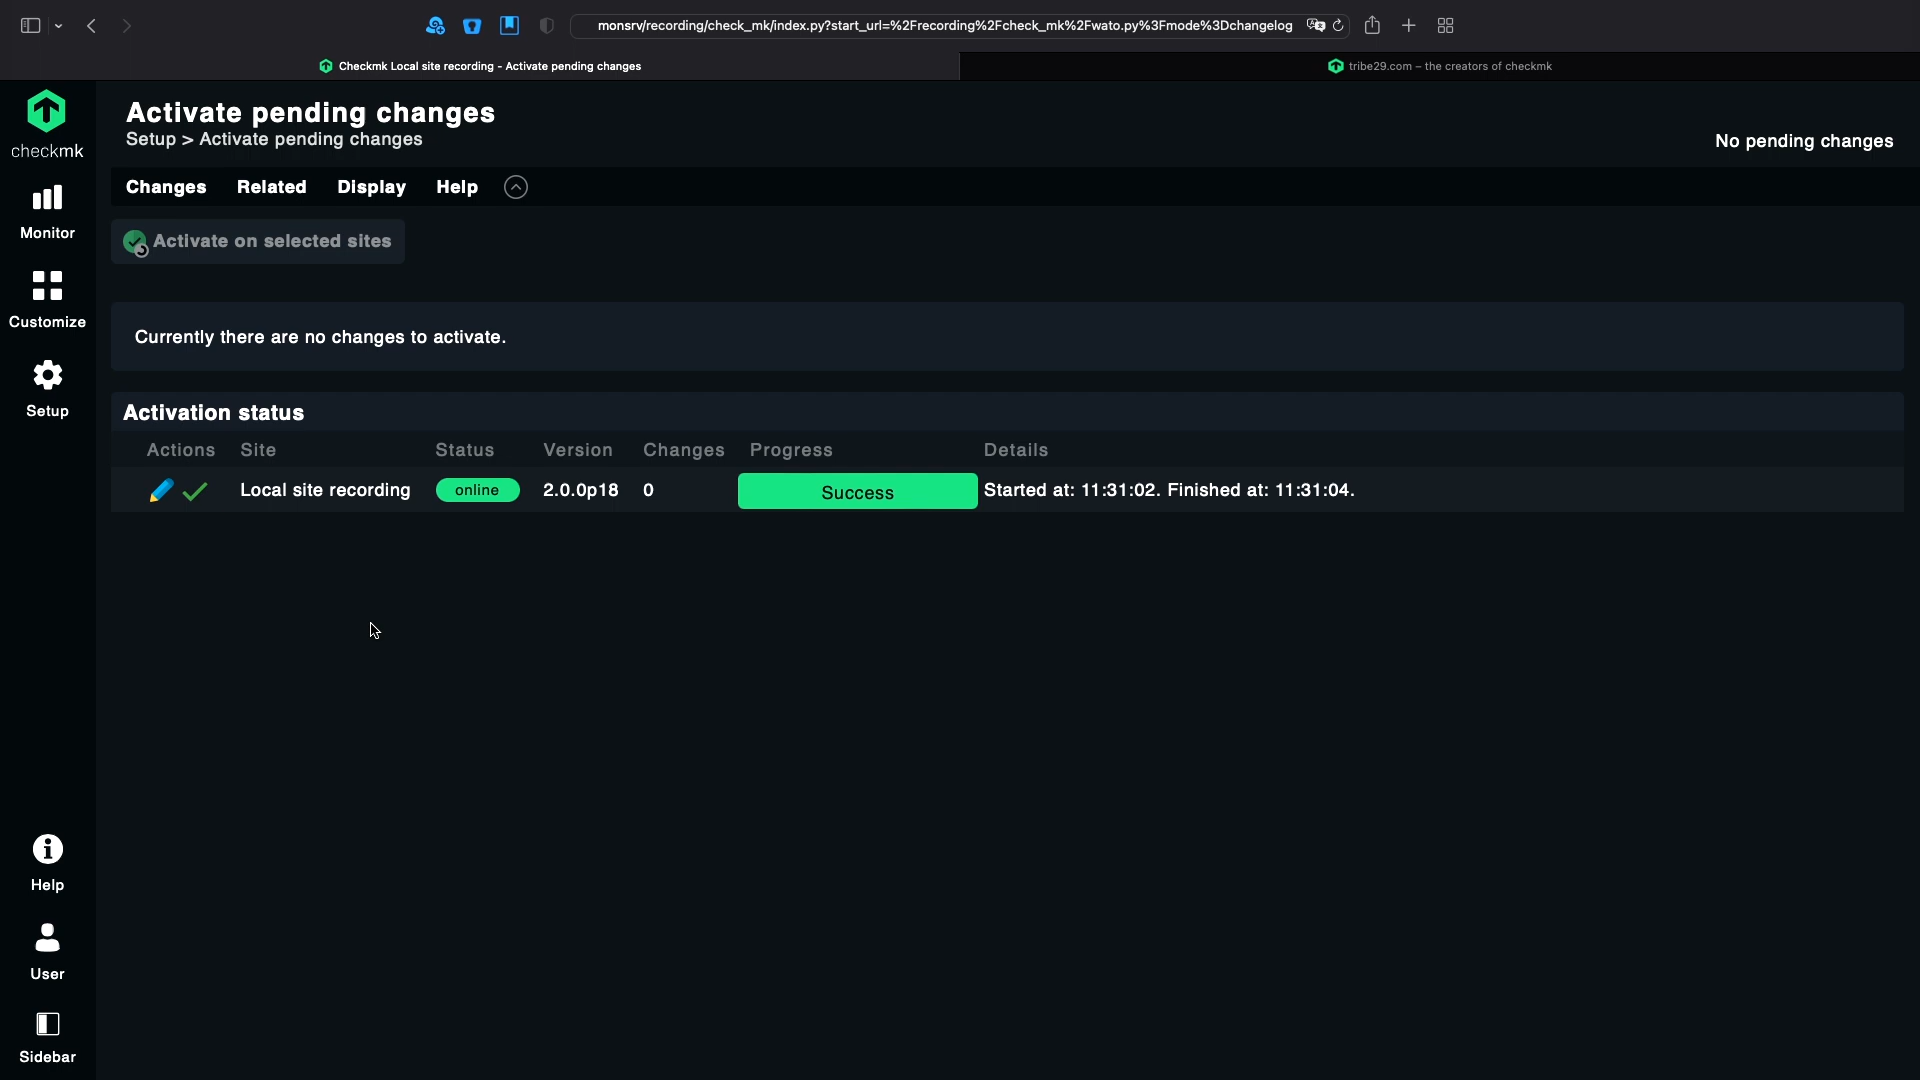 monsrv/recording/check_mk/index.py?start_url=%2Frecording%2Fcheck_mk%2Fwato.py%3Fmode%3Dchangelog
Checkmk Local site recording - Activate pending changes
tribe29.com – the creators of checkmk
checkmk
Monitor
Customize
Setup
Help
User
Sidebar
Activate pending changes
Setup > Activate pending changes
No pending changes
Changes Related Display Help
Activate on selected sites
Currently there are no changes to activate.
Activation status
Actions Site Status Version Changes Progress Details
Local site recording online 2.0.0p18 0 Success Started at: 11:31:02. Finished at: 11:31:04.